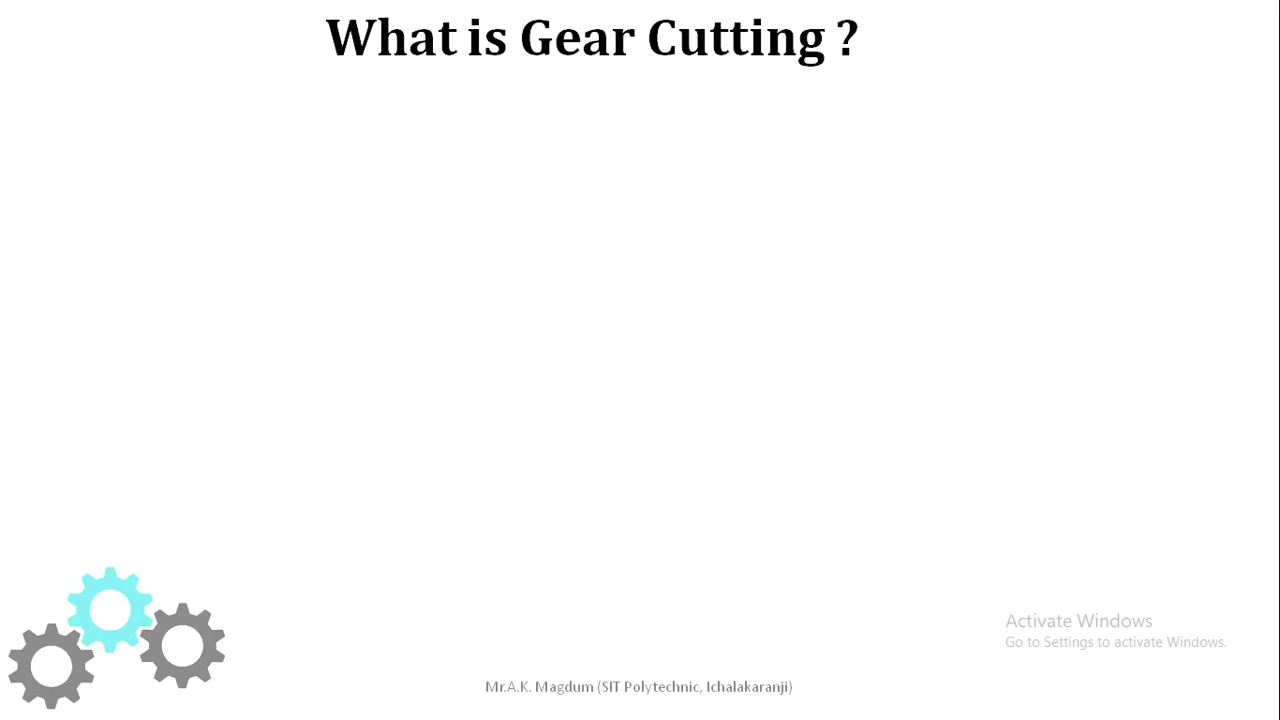 What is Gear Cutting ?
Activate Windows
Go to Settings to activate Windows.
Mr.A.K. Magdum (SIT Polytechnic, Ichalakaranji)